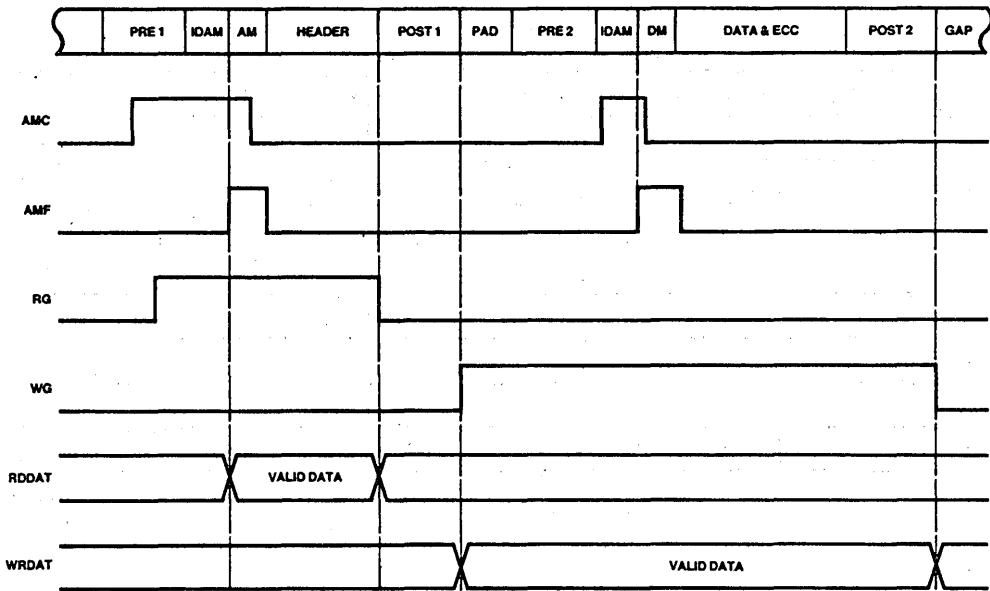 PRE 1 IDAM AM HEADER POST 1 PAD PRE 2 IDAM DM DATA & ECC POST 2 GAP
AMC
AMF
RG
WG
RDDAT VALID DATA
WRDAT VALID DATA